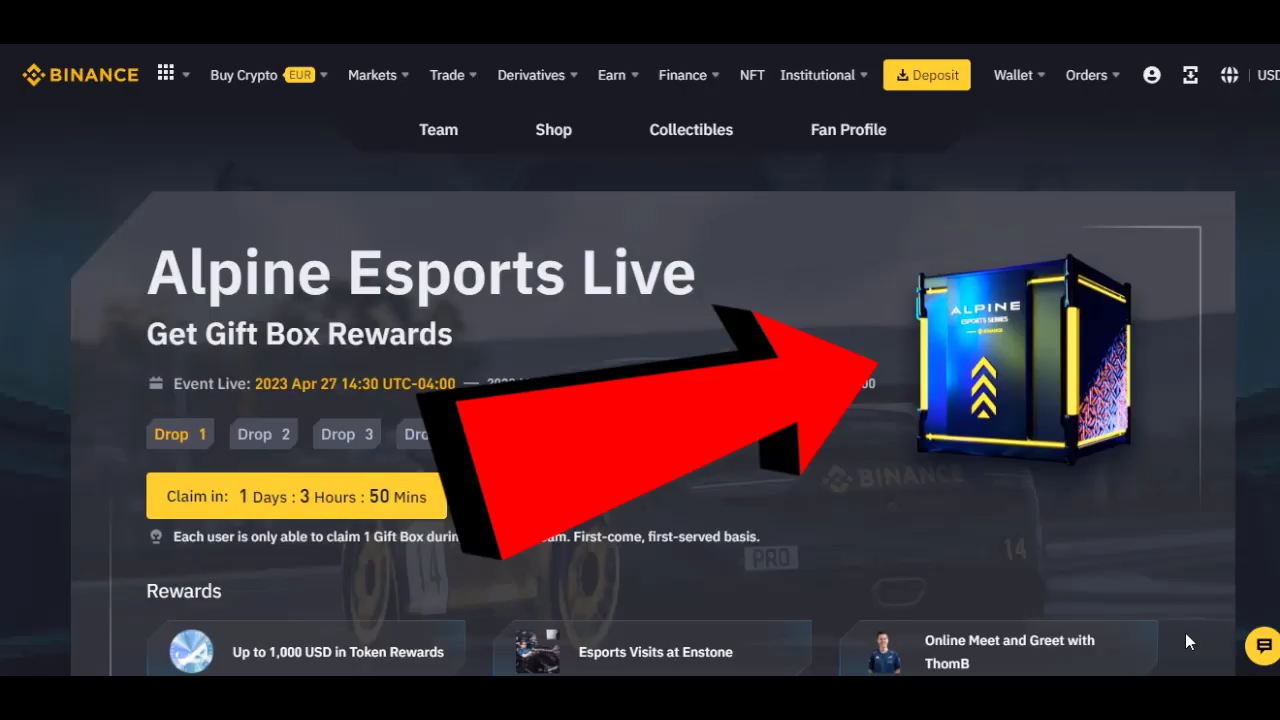 BINANCE Buy Crypto EUR Markets Trade Derivatives Earn Finance NFT Institutional Deposit Wallet Orders USD
Team Shop Collectibles Fan Profile
Alpine Esports Live
Get Gift Box Rewards
Event Live: 2023 Apr 27 14:30 UTC-04:00 —
Drop 1 Drop 2 Drop 3
Claim in: 1 Days : 3 Hours : 50 Mins
Each user is only able to claim 1 Gift Box First-come, first-served basis.
ALPINE
ESPORTS SERIES
BINANCE
BINANCE
PRO
14
14
Rewards
Up to 1,000 USD in Token Rewards
Esports Visits at Enstone
Online Meet and Greet with
ThomB